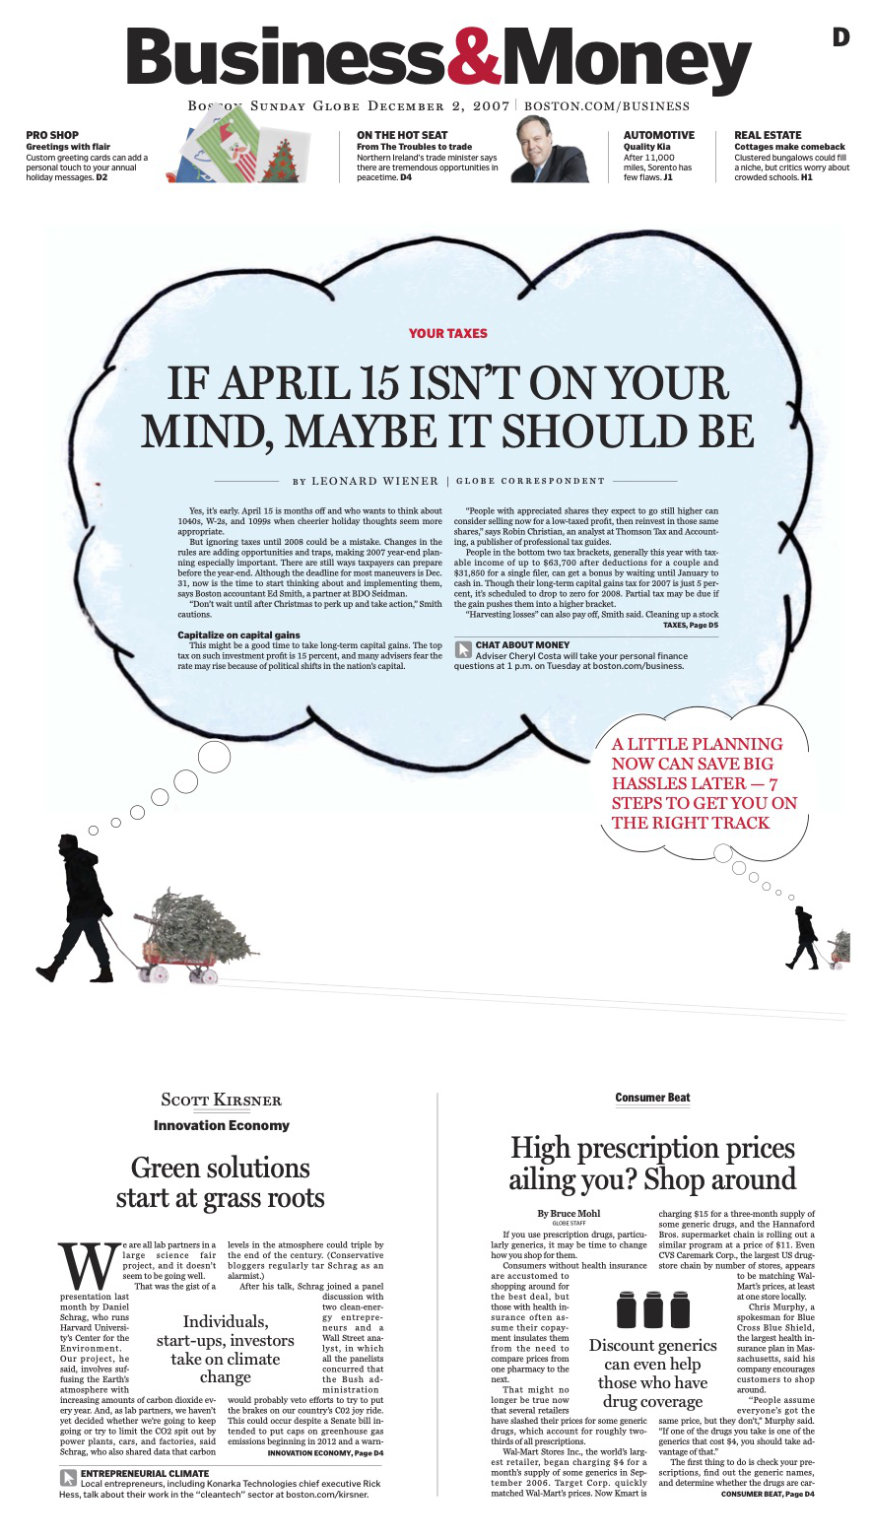 Business&Money
D
Boston Sunday Globe December 2, 2007 | BOSTON.COM/BUSINESS
PRO SHOP
Greetings with flair
Custom greeting cards can add a
personal touch to your annual
holiday messages. D2
ON THE HOT SEAT
From The Troubles to trade
Northern Ireland's trade minister says
there are tremendous opportunities in
peacetime. D4
AUTOMOTIVE
Quality Kia
After 11,000
miles, Sorento has
few flaws. J1
REAL ESTATE
Cottages make comeback
Clustered bungalows could fill
a niche, but critics worry about
crowded schools. H1
YOUR TAXES
IF APRIL 15 ISN'T ON YOUR
MIND, MAYBE IT SHOULD BE
BY LEONARD WIENER | GLOBE CORRESPONDENT
Yes, it's early. April 15 is months off and who wants to think about
1040s, W-2s, and 1099s when cheerier holiday thoughts seem more
appropriate.
But ignoring taxes until 2008 could be a mistake. Changes in the
rules are adding opportunities and traps, making 2007 year-end plan-
ning especially important. There are still ways taxpayers can prepare
before the year-end. Although the deadline for most maneuvers is Dec.
31, now is the time to start thinking about and implementing them,
says Boston accountant Ed Smith, a partner at BDO Seidman.
"Don't wait until after Christmas to perk up and take action," Smith
cautions.
Capitalize on capital gains
This might be a good time to take long-term capital gains. The top
tax on such investment profit is 15 percent, and many advisers fear the
rate may rise because of political shifts in the nation's capital.
"People with appreciated shares they expect to go still higher can
consider selling now for a low-taxed profit, then reinvest in those same
shares," says Robin Christian, an analyst at Thomson Tax and Account-
ing, a publisher of professional tax guides.
People in the bottom two tax brackets, generally this year with tax-
able income of up to $63,700 after deductions for a couple and
$31,850 for a single filer, can get a bonus by waiting until January to
cash in. Though their long-term capital gains tax for 2007 is just 5 per-
cent, it's scheduled to drop to zero for 2008. Partial tax may be due if
the gain pushes them into a higher bracket.
"Harvesting losses" can also pay off, Smith said. Cleaning up a stock
TAXES, Page D5
CHAT ABOUT MONEY
Adviser Cheryl Costa will take your personal finance
questions at 1 p.m. on Tuesday at boston.com/business.
A LITTLE PLANNING
NOW CAN SAVE BIG
HASSLES LATER — 7
STEPS TO GET YOU ON
THE RIGHT TRACK
Scott Kirsner
Innovation Economy
Green solutions
start at grass roots
We are all lab partners in a
large science fair
project, and it doesn't
seem to be going well.
That was the gist of a
presentation last
month by Daniel
Schrag, who runs
Harvard Universi-
ty's Center for the
Environment.
Our project, he
said, involves suf-
fusing the Earth's
atmosphere with
increasing amounts of carbon dioxide ev-
ery year. And, as lab partners, we haven't
yet decided whether we're going to keep
going or try to limit the CO2 spit out by
power plants, cars, and factories, said
Schrag, who also shared data that carbon
levels in the atmosphere could triple by
the end of the century. (Conservative
bloggers regularly tar Schrag as an
alarmist.)
After his talk, Schrag joined a panel
discussion with
two clean-ener-
gy entrepre-
neurs and a
Wall Street ana-
lyst, in which
all the panelists
concurred that
the Bush ad-
ministration
would probably veto efforts to try to put
the brakes on our country's CO2 joy ride.
This could occur despite a Senate bill in-
tended to put caps on greenhouse gas
emissions beginning in 2012 and a warn-
INNOVATION ECONOMY, Page D4
Individuals,
start-ups, investors
take on climate
change
ENTREPRENEURIAL CLIMATE
Local entrepreneurs, including Konarka Technologies chief executive Rick
Hess, talk about their work in the "cleantech" sector at boston.com/kirsner.
Consumer Beat
High prescription prices
ailing you? Shop around
By Bruce Mohl
GLOBE STAFF
If you use prescription drugs, particu-
larly generics, it may be time to change
how you shop for them.
Consumers without health insurance
are accustomed to
shopping around for
the best deal, but
those with health in-
surance often as-
sume their copay-
ment insulates them
from the need to
compare prices from
one pharmacy to the
next.
That might no
longer be true now
that several retailers
have slashed their prices for some generic
drugs, which account for roughly two-
thirds of all prescriptions.
Wal-Mart Stores Inc., the world's larg-
est retailer, began charging $4 for a
month's supply of some generics in Sep-
tember 2006. Target Corp. quickly
matched Wal-Mart's prices. Now Kmart is
charging $15 for a three-month supply of
some generic drugs, and the Hannaford
Bros. supermarket chain is rolling out a
similar program at a price of $11. Even
CVS Caremark Corp., the largest US drug-
store chain by number of stores, appears
to be matching Wal-
Mart's prices, at least
at one store locally.
Chris Murphy, a
spokesman for Blue
Cross Blue Shield,
the largest health in-
surance plan in Mas-
sachusetts, said his
company encourages
customers to shop
around.
"People assume
everyone's got the
same price, but they don't," Murphy said.
"If one of the drugs you take is one of the
generics that cost $4, you should take ad-
vantage of that."
The first thing to do is check your pre-
scriptions, find out the generic names,
and determine whether the drugs are car-
CONSUMER BEAT, Page D4
Discount generics
can even help
those who have
drug coverage